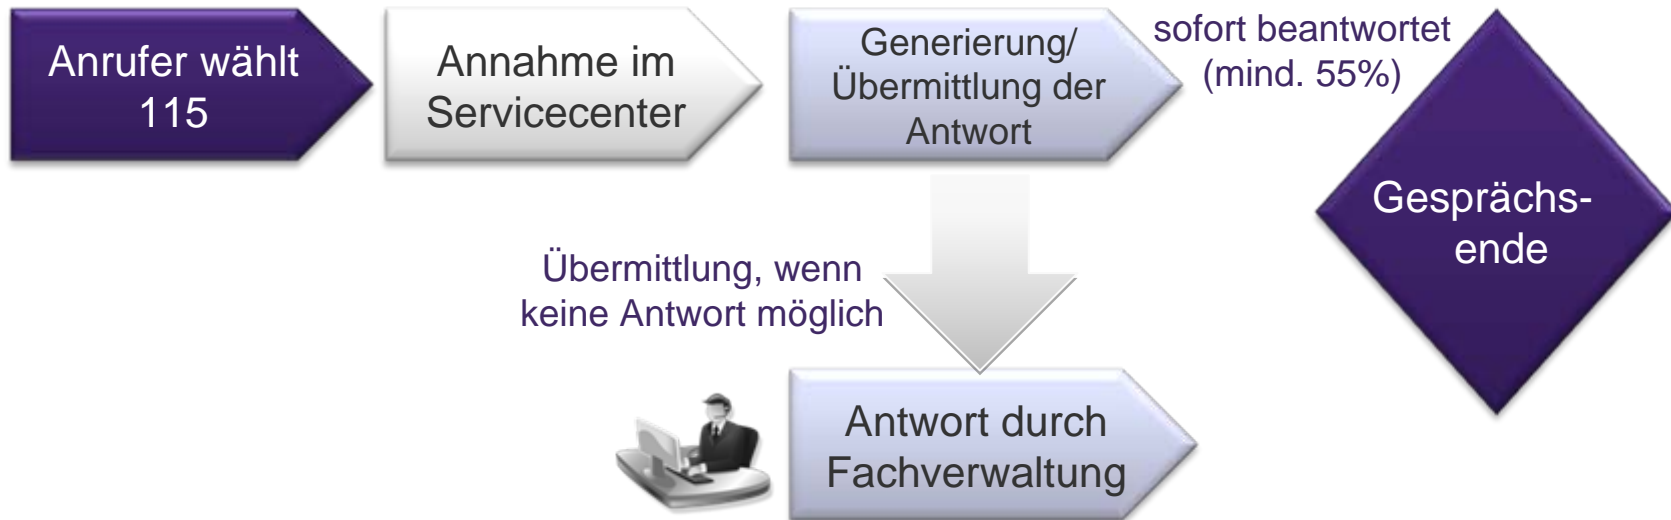 Anrufer wählt
115
Annahme im
Servicecenter
Generierung/
Übermittlung der
Antwort
sofort beantwortet
(mind. 55%)
Gesprächs-
ende
Übermittlung, wenn
keine Antwort möglich
Antwort durch
Fachverwaltung